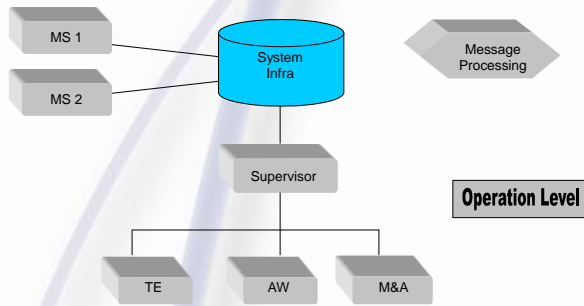 MS 1
System
Infra
Message
Processing
MS 2
Supervisor
Operation Level
TE
AW
M&A